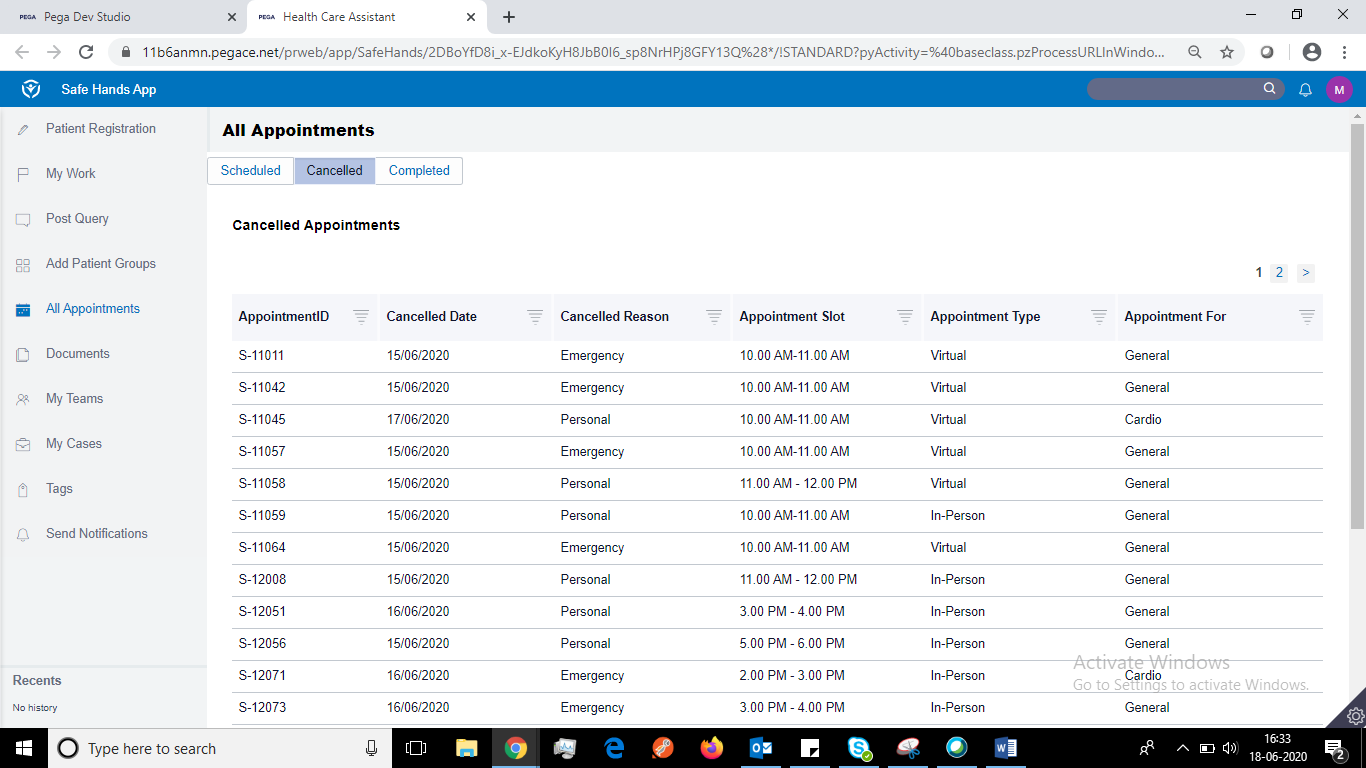 PEGA Pega Dev Studio
PEGA Health Care Assistant
11b6anmn.pegace.net/prweb/app/SafeHands/2DBoYfD8i_x-EJdkoKyH8JbB0I6_sp8NrHPj8GFY13Q%28*/!STANDARD?pyActivity=%40baseclass.pzProcessURLInWindo...
Safe Hands App
M
Patient Registration
My Work
Post Query
Add Patient Groups
All Appointments
Documents
My Teams
My Cases
Tags
Send Notifications
Recents
No history
All Appointments
Scheduled Cancelled Completed
Cancelled Appointments
1 2 >
AppointmentID Cancelled Date Cancelled Reason Appointment Slot Appointment Type Appointment For
S-11011 15/06/2020 Emergency 10.00 AM-11.00 AM Virtual General
S-11042 15/06/2020 Emergency 10.00 AM-11.00 AM Virtual General
S-11045 17/06/2020 Personal 10.00 AM-11.00 AM Virtual Cardio
S-11057 15/06/2020 Emergency 10.00 AM-11.00 AM Virtual General
S-11058 15/06/2020 Personal 11.00 AM - 12.00 PM Virtual General
S-11059 15/06/2020 Personal 10.00 AM-11.00 AM In-Person General
S-11064 15/06/2020 Emergency 10.00 AM-11.00 AM Virtual General
S-12008 15/06/2020 Personal 11.00 AM - 12.00 PM In-Person General
S-12051 16/06/2020 Personal 3.00 PM - 4.00 PM In-Person General
S-12056 15/06/2020 Personal 5.00 PM - 6.00 PM In-Person General
S-12071 16/06/2020 Emergency 2.00 PM - 3.00 PM In-Person Cardio
S-12073 16/06/2020 Emergency 3.00 PM - 4.00 PM In-Person General
Activate Windows
Go to Settings to activate Windows.
Type here to search
16:33
18-06-2020
2